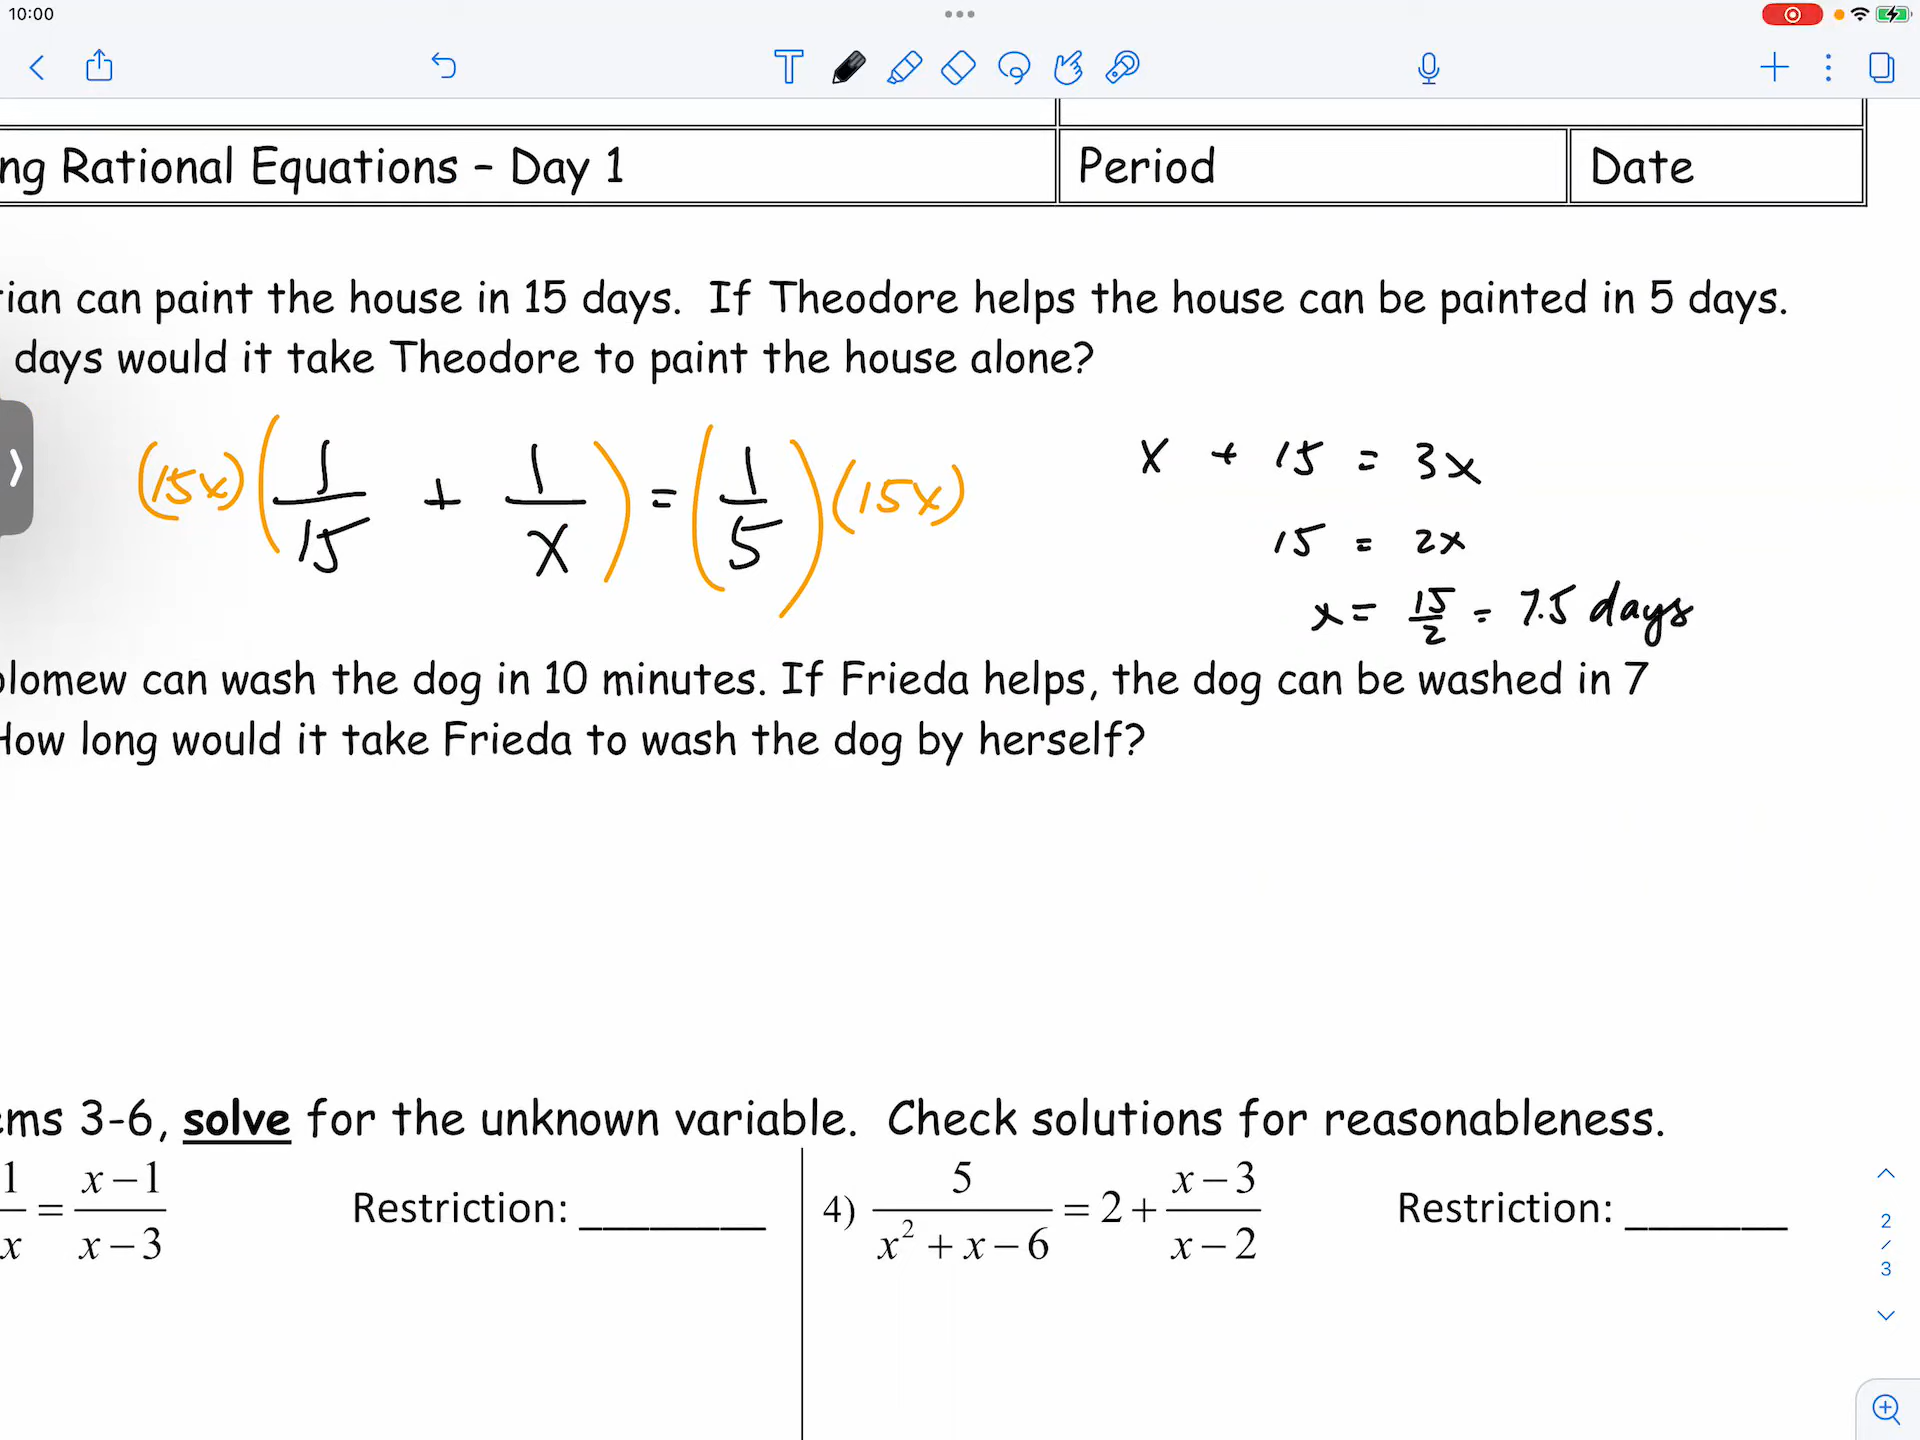 10:00
ng Rational Equations – Day 1 Period Date
ian can paint the house in 15 days. If Theodore helps the house can be painted in 5 days.
days would it take Theodore to paint the house alone?
(15x)(1/15 + 1/x) = (1/5)(15x)
x + 15 = 3x
15 = 2x
x = 15/2 = 7.5 days
lomew can wash the dog in 10 minutes. If Frieda helps, the dog can be washed in 7
How long would it take Frieda to wash the dog by herself?
ms 3-6, solve for the unknown variable. Check solutions for reasonableness.
1/x = (x−1)/(x−3) Restriction: ________
4) 5/(x²+x−6) = 2+(x−3)/(x−2) Restriction: _______
2
/
3